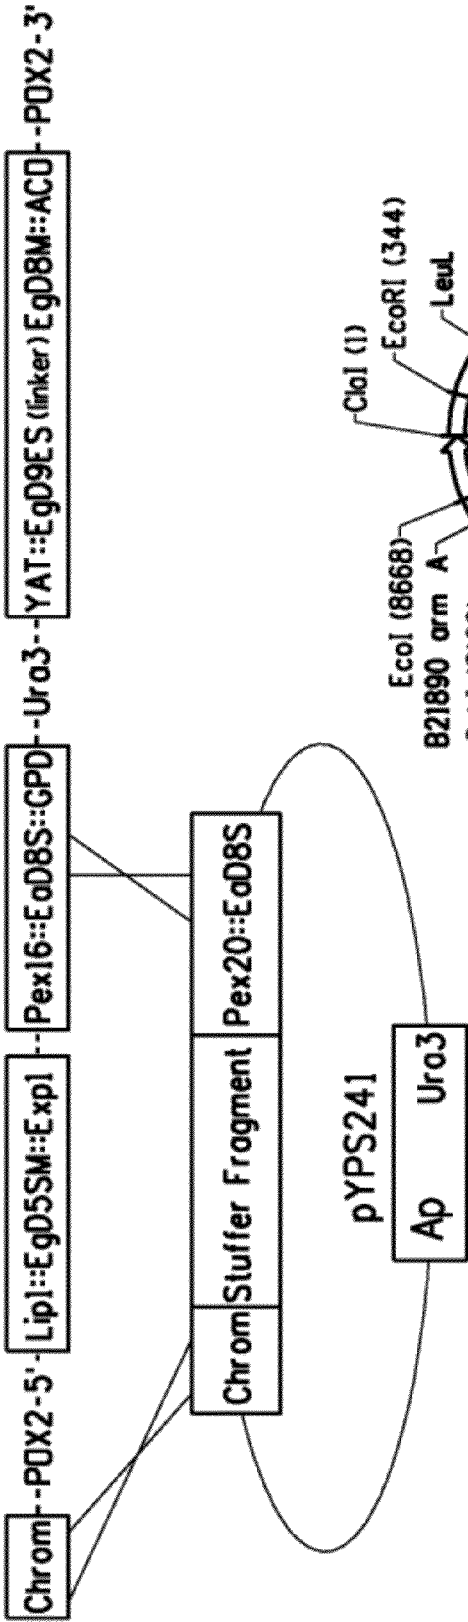 Chrom--POX2-5'-Lip1::EgD5SM::Exp1--Pex16::EaD8S::GPD--Ura3--YAT::EgD9ES(linker)EgD8M::ACO--POX2-3'
Chrom Stuffer Fragment Pex20::EaD8S
pYPS241
Ap Ura3
ClaI (1)
EcoRI (344)
LeuL
EcoI (8668)
B21890 arm A